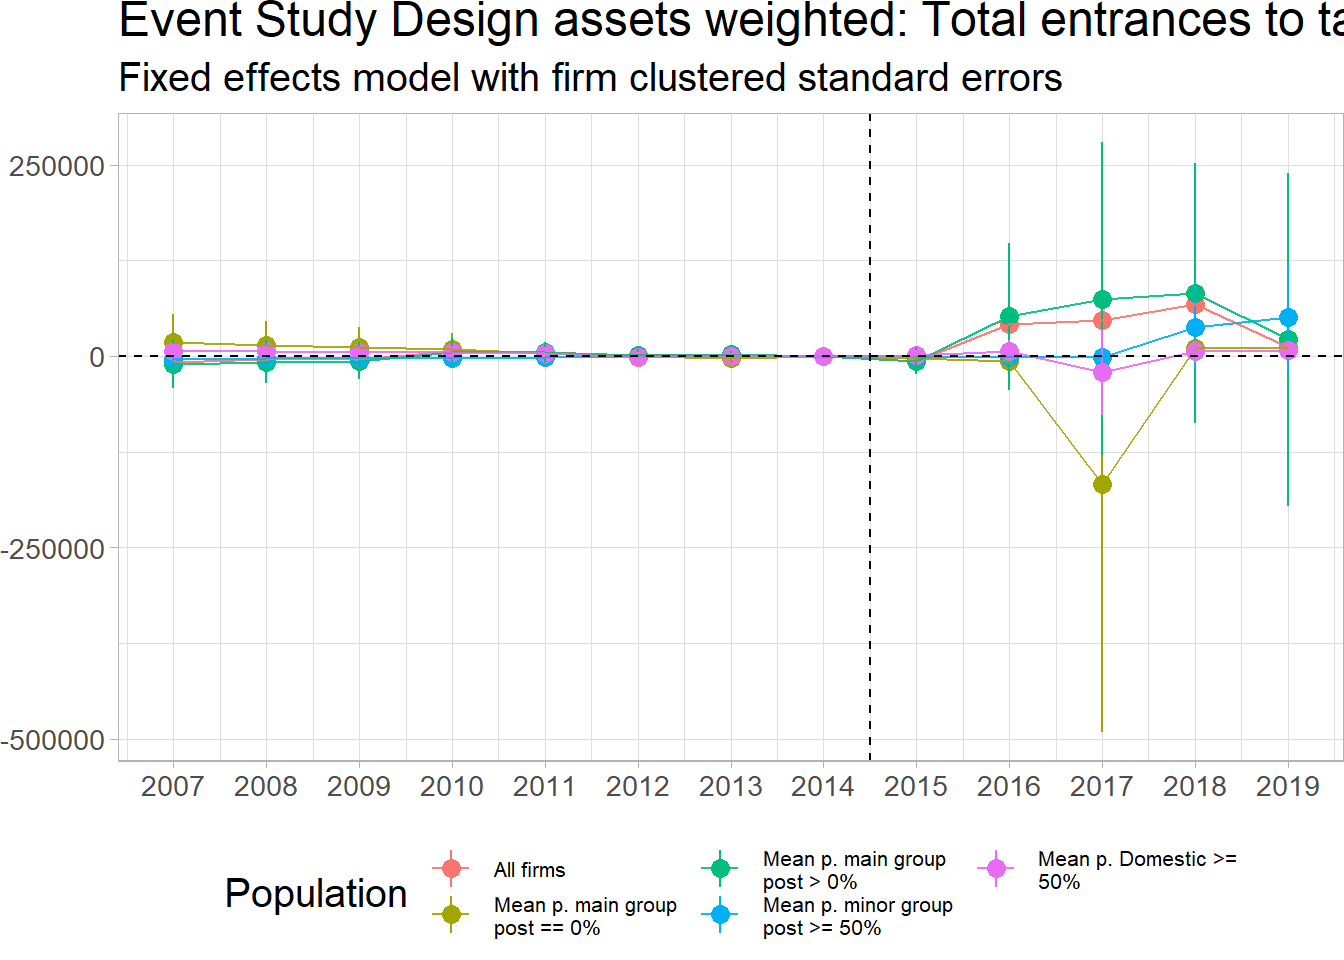 Event Study Design assets weighted: Total entrances to
Fixed effects model with firm clustered standard errors
250000
0
-250000
-500000
2007 2008 2009 2010 2011 2012 2013 2014 2015 2016 2017 2018 2019
Population
All firms
Mean p. main group
post == 0%
Mean p. main group
post > 0%
Mean p. minor group
post >= 50%
Mean p. Domestic >=
50%